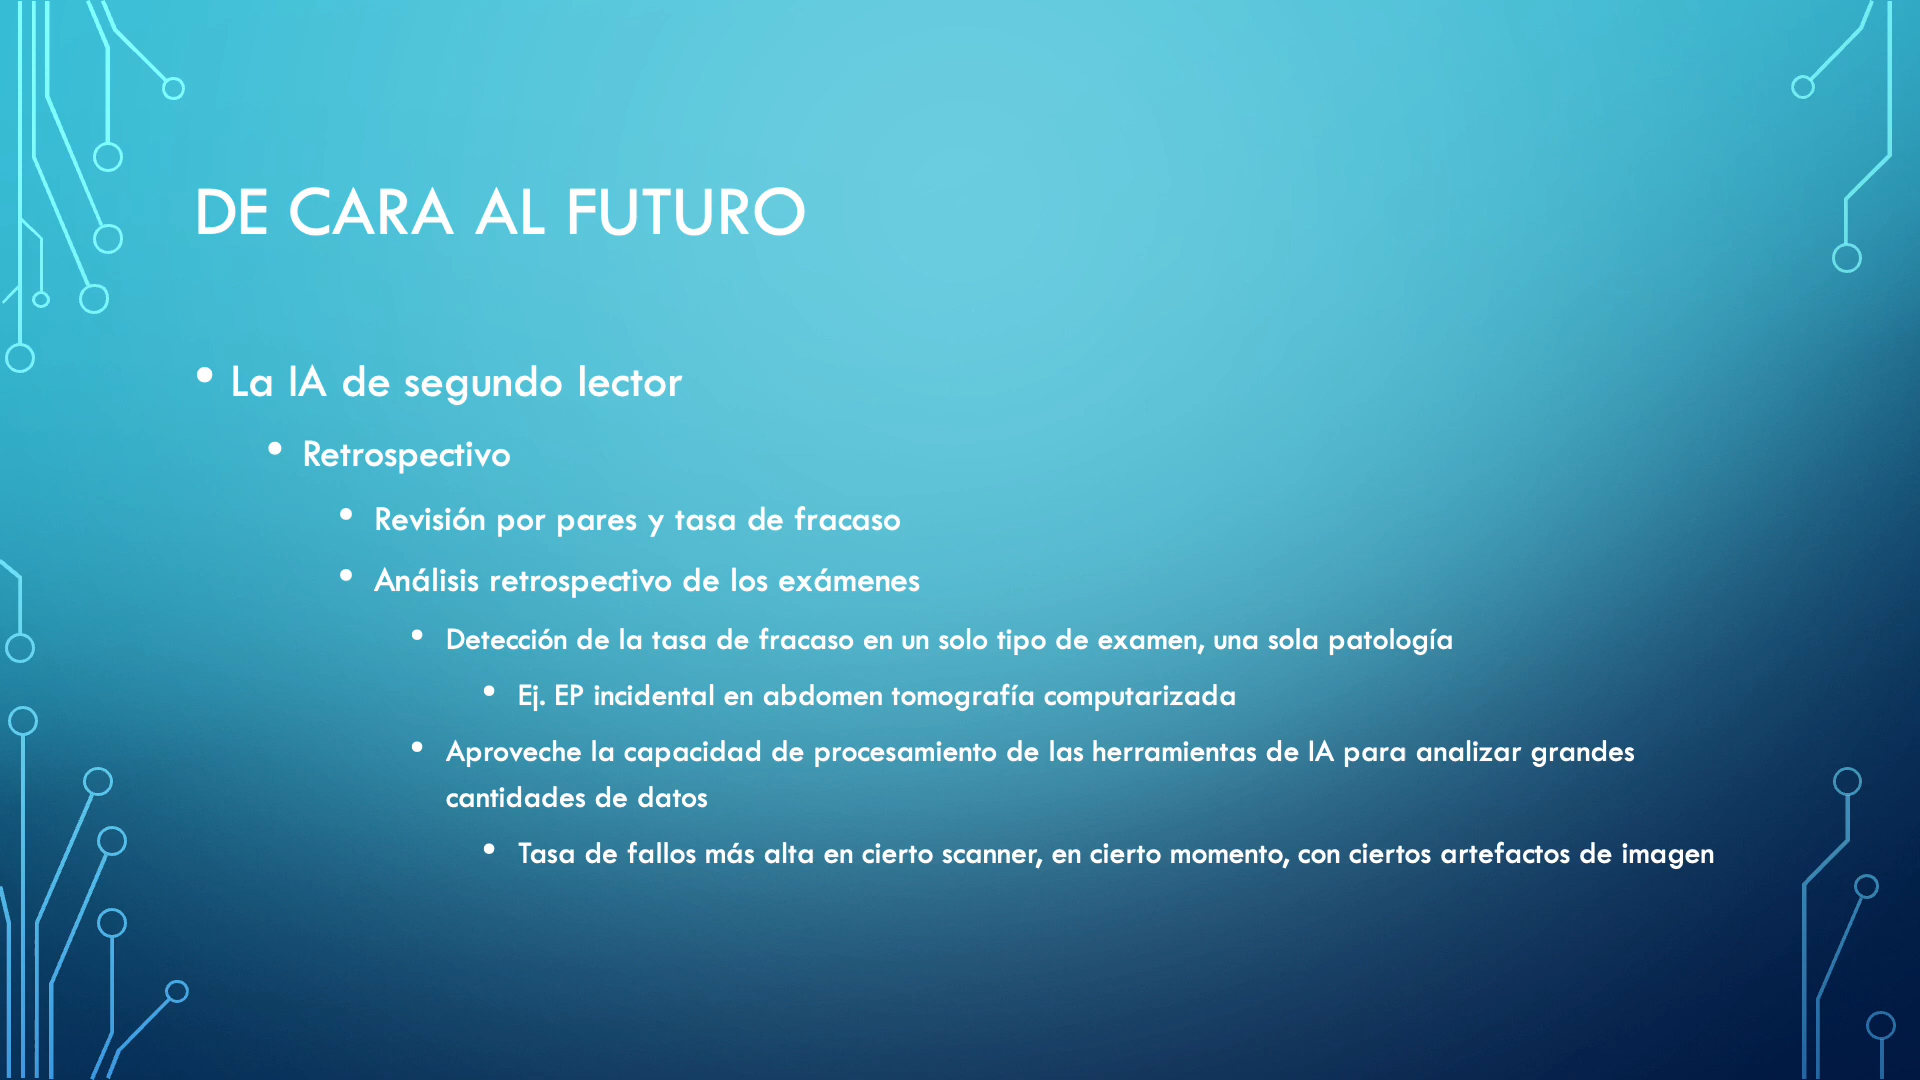 DE CARA AL FUTURO
• La IA de segundo lector
• Retrospectivo
• Revisión por pares y tasa de fracaso
• Análisis retrospectivo de los exámenes
• Detección de la tasa de fracaso en un solo tipo de examen, una sola patología
• Ej. EP incidental en abdomen tomografía computarizada
• Aproveche la capacidad de procesamiento de las herramientas de IA para analizar grandes
cantidades de datos
• Tasa de fallos más alta en cierto scanner, en cierto momento, con ciertos artefactos de imagen